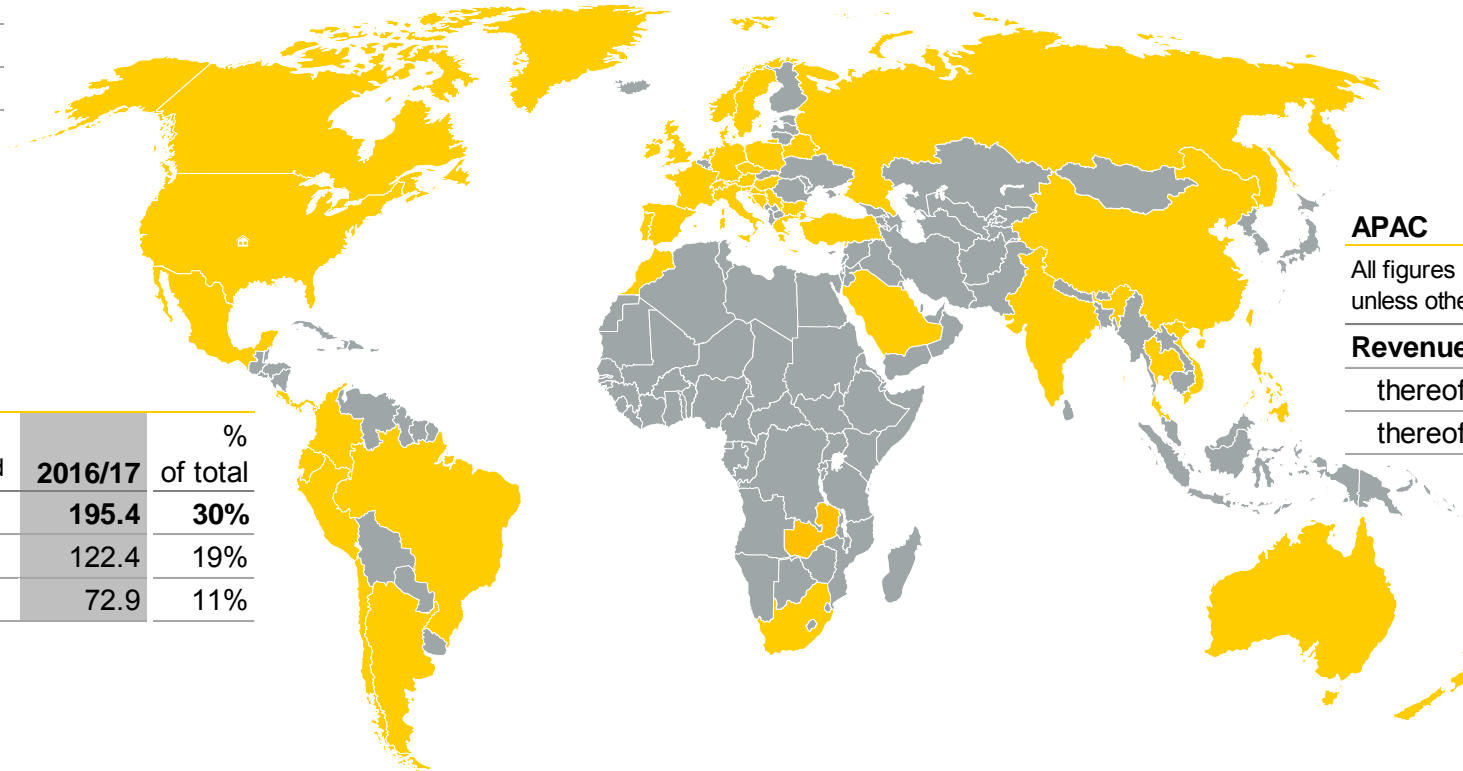 APAC
All figures
unless othe
Revenue
thereof
thereof
%
2016/17 of total
195.4 30%
122.4 19%
72.9 11%